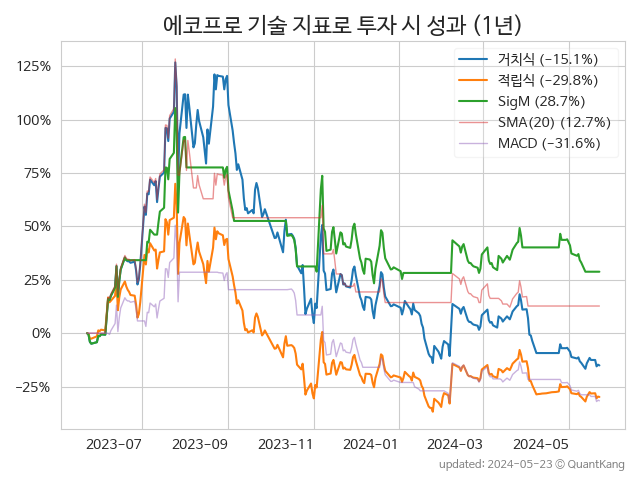 에코프로 기술 지표로 투자 시 성과 (1년)
거치식 (−15.1%)
적립식 (−29.8%)
SigM (28.7%)
SMA(20) (12.7%)
MACD (−31.6%)
125%
100%
75%
50%
25%
0%
−25%
2023−07
2023−09
2023−11
2024−01
2024−03
2024−05
updated: 2024−05−23 ⓒ QuantKang